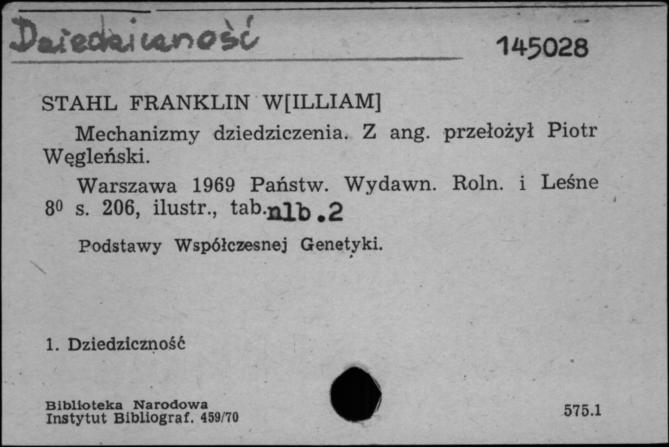 Dziedziczność
145028
STAHL FRANKLIN W[ILLIAM]
Mechanizmy dziedziczenia. Z ang. przełożył Piotr
Węgleński.
Warszawa 1969 Państw. Wydawn. Roln. i Leśne
8⁰ s. 206, ilustr., tab. nlb.2
Podstawy Współczesnej Genetyki.
1. Dziedziczność
Biblioteka Narodowa
Instytut Bibliograf. 459/70
575.1